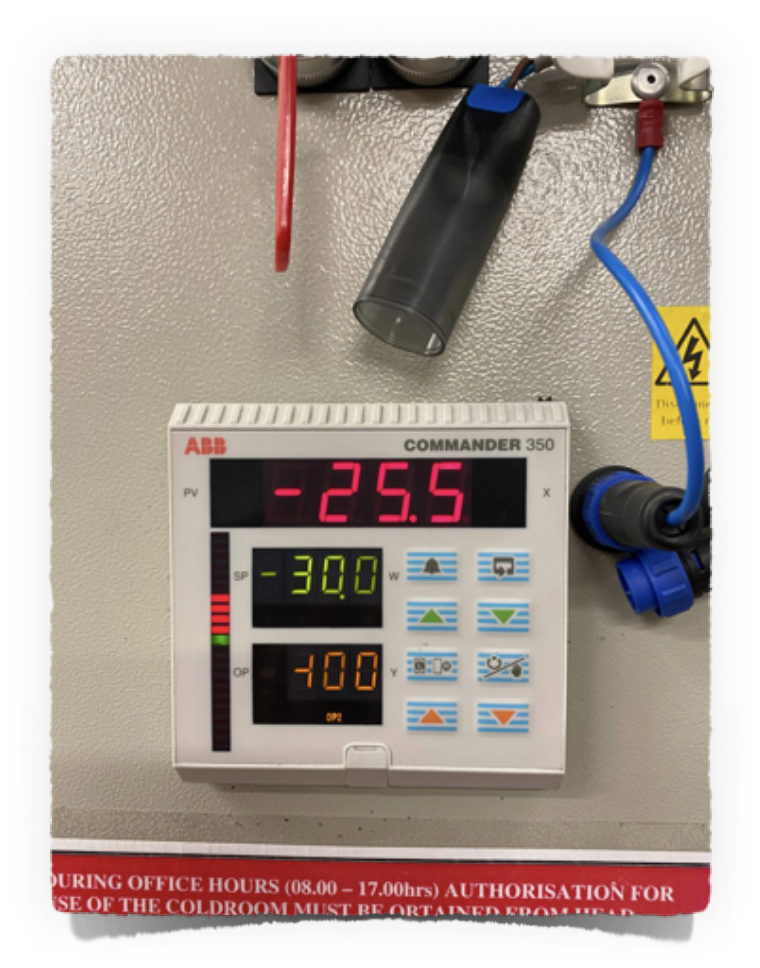 ABB COMMANDER 350
PV -25.5 X
SP -30.0 W
OP -100 Y
OP2
DURING OFFICE HOURS (08.00 – 17.00hrs) AUTHORISATION FOR
SE OF THE COLDROOM MUST BE OBTAINED FROM HEAD